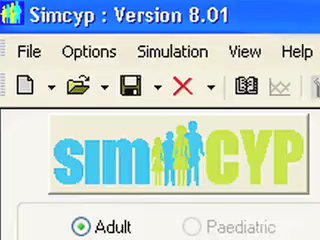 Simcyp : Version 8.01
File Options Simulation View Help
simCYP
Adult Paediatric